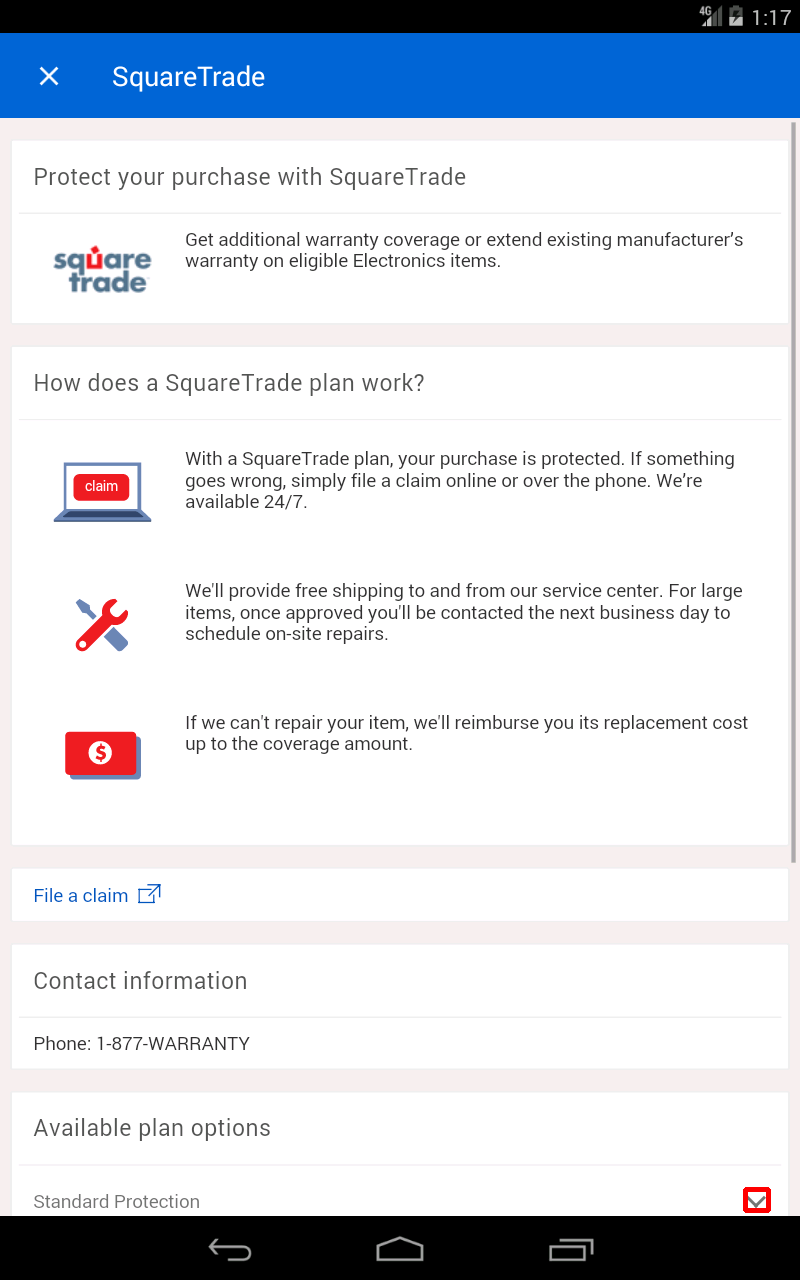 4G 1:17
SquareTrade
Protect your purchase with SquareTrade
square
trade
Get additional warranty coverage or extend existing manufacturer’s
warranty on eligible Electronics items.
How does a SquareTrade plan work?
claim
With a SquareTrade plan, your purchase is protected. If something
goes wrong, simply file a claim online or over the phone. We’re
available 24/7.
We'll provide free shipping to and from our service center. For large
items, once approved you'll be contacted the next business day to
schedule on-site repairs.
$
If we can't repair your item, we'll reimburse you its replacement cost
up to the coverage amount.
File a claim
Contact information
Phone: 1-877-WARRANTY
Available plan options
Standard Protection